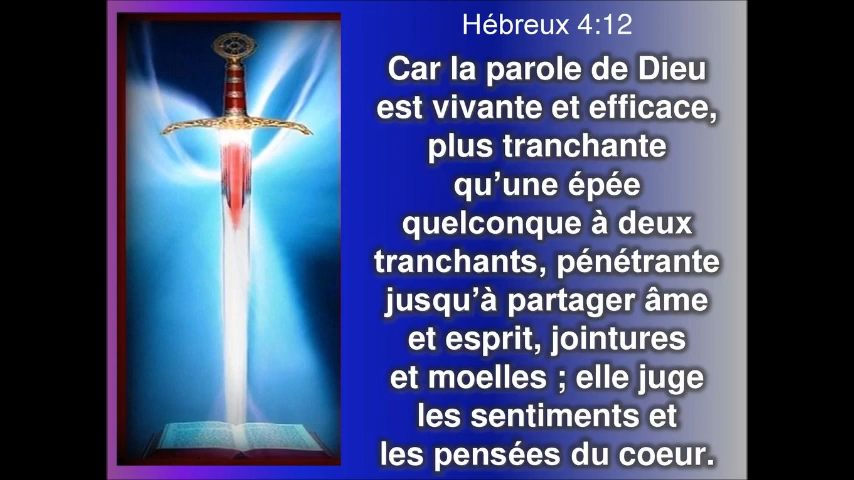 Hébreux 4:12
Car la parole de Dieu
est vivante et efficace,
plus tranchante
qu’une épée
quelconque à deux
tranchants, pénétrante
jusqu’à partager âme
et esprit, jointures
et moelles ; elle juge
les sentiments et
les pensées du coeur.